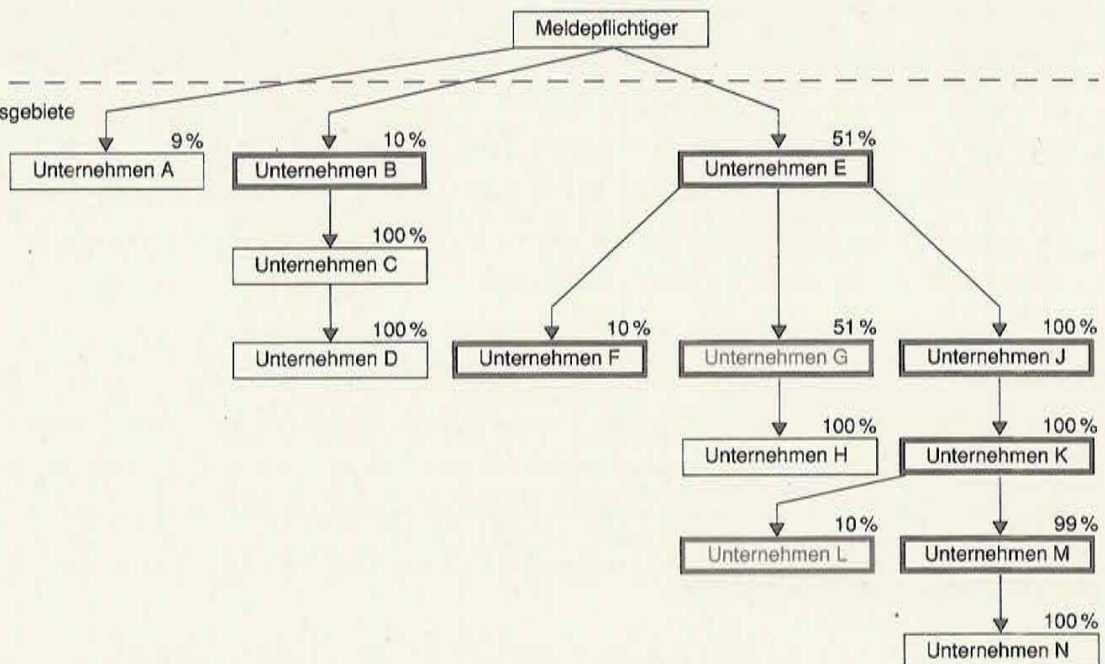 Meldepflichtiger
sgebiete
9 %
10 %
51 %
Unternehmen A
Unternehmen B
Unternehmen E
100 %
Unternehmen C
100 %
10 %
51 %
100 %
Unternehmen D
Unternehmen F
Unternehmen G
Unternehmen J
100 %
100 %
Unternehmen H
Unternehmen K
10 %
99 %
Unternehmen L
Unternehmen M
100 %
Unternehmen N